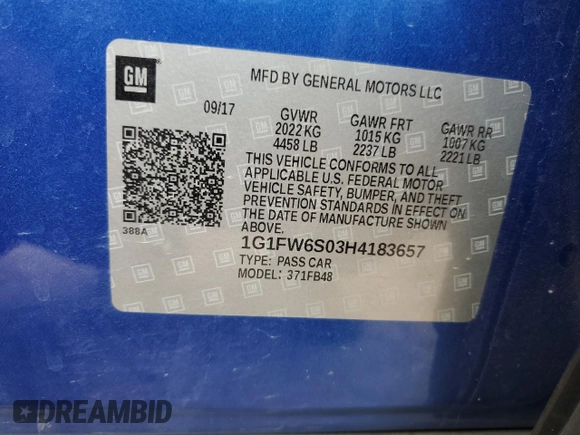 GM
MFD BY GENERAL MOTORS LLC
09/17
GVWR GAWR FRT GAWR RR
2022 KG 1015 KG 1007 KG
4458 LB 2237 LB 2221 LB
THIS VEHICLE CONFORMS TO ALL
APPLICABLE U.S. FEDERAL MOTOR
VEHICLE SAFETY, BUMPER, AND THEFT
PREVENTION STANDARDS IN EFFECT ON
THE DATE OF MANUFACTURE SHOWN
ABOVE.
388A
1G1FW6S03H4183657
TYPE: PASS CAR
MODEL: 371FB48
DREAMBID